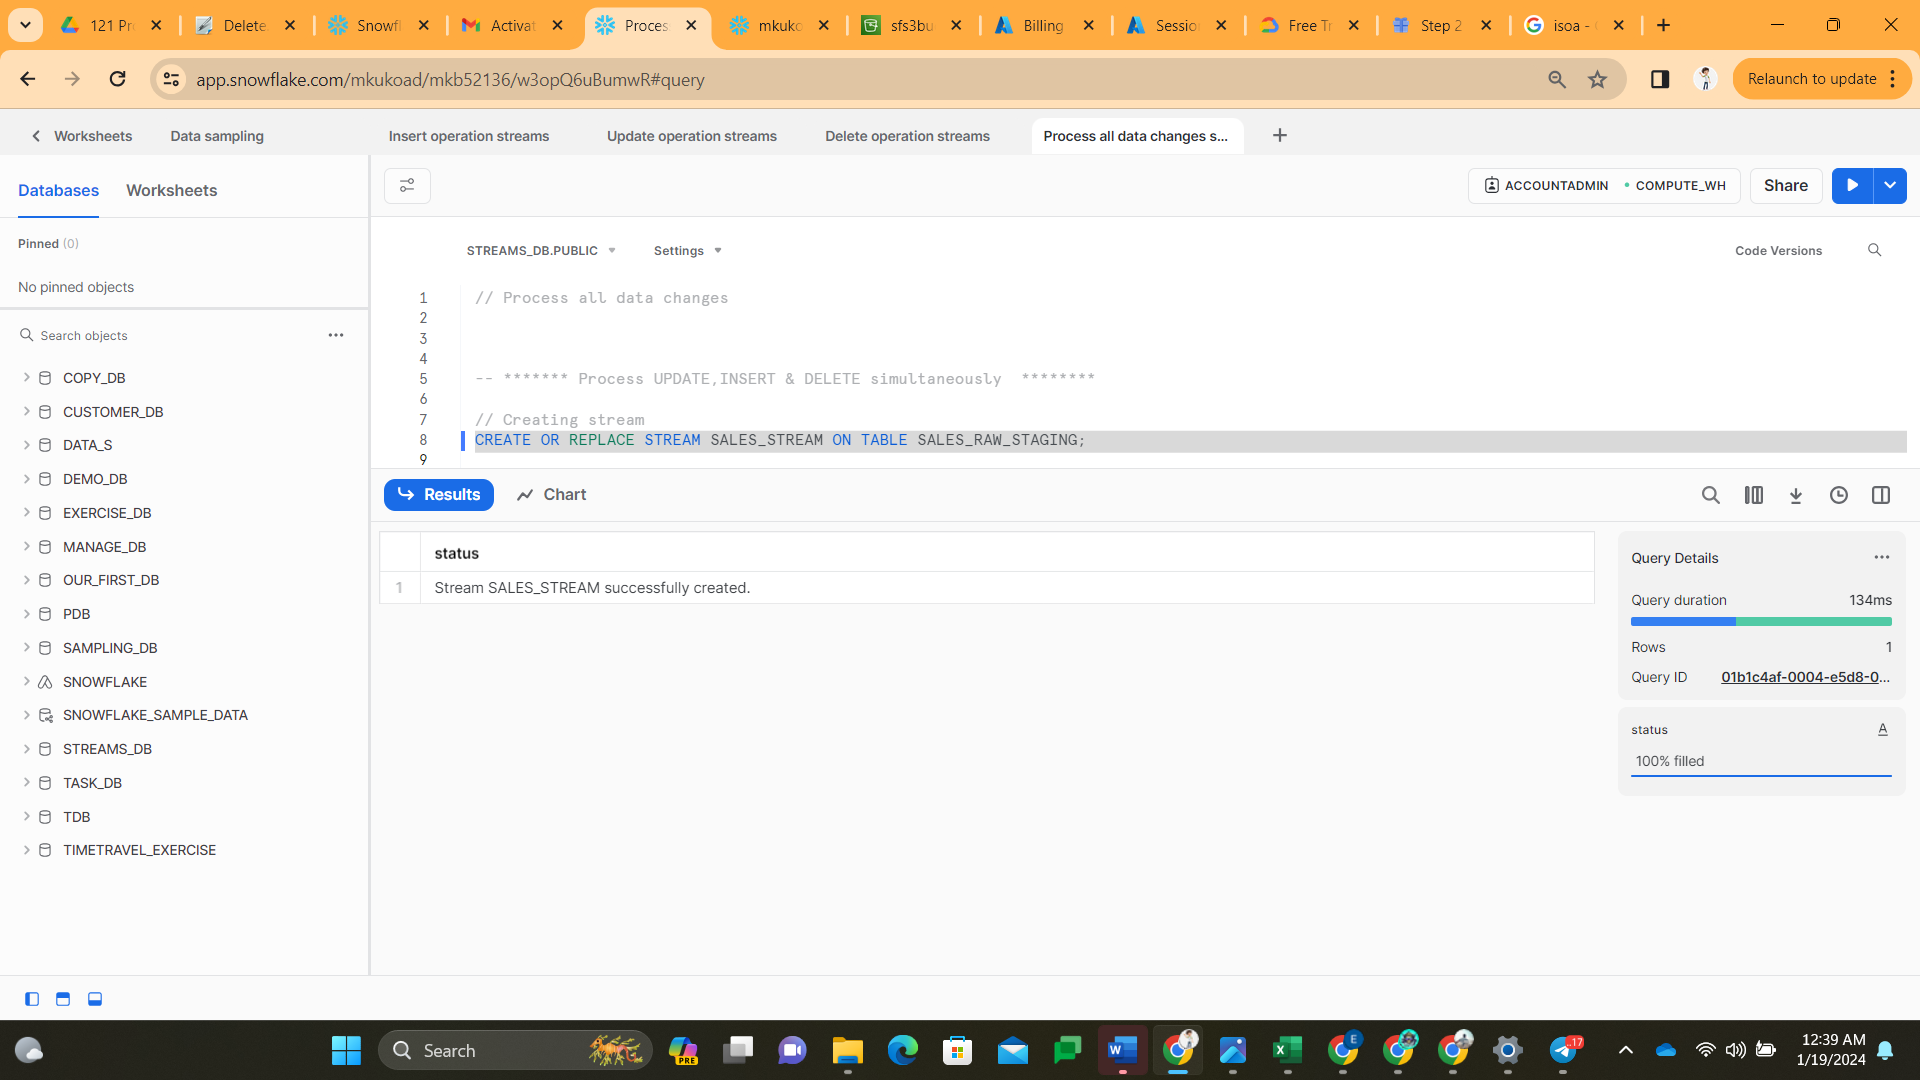 121 Pr
Delete
Snowfl
Activat
Proces
mkuko
sfs3bu
Billing
Sessio
Free Tr
Step 2
isoa -
app.snowflake.com/mkukoad/mkb52136/w3opQ6uBumwR#query
Relaunch to update
Worksheets
Data sampling
Insert operation streams
Update operation streams
Delete operation streams
Process all data changes s...
Databases
Worksheets
ACCOUNTADMIN
COMPUTE_WH
Share
Pinned (0)
No pinned objects
STREAMS_DB.PUBLIC
Settings
Code Versions
Search objects
COPY_DB
CUSTOMER_DB
DATA_S
DEMO_DB
EXERCISE_DB
MANAGE_DB
OUR_FIRST_DB
PDB
SAMPLING_DB
SNOWFLAKE
SNOWFLAKE_SAMPLE_DATA
STREAMS_DB
TASK_DB
TDB
TIMETRAVEL_EXERCISE
1 // Process all data changes
2
3
4
5 -- ******* Process UPDATE,INSERT & DELETE simultaneously ********
6
7 // Creating stream
8 CREATE OR REPLACE STREAM SALES_STREAM ON TABLE SALES_RAW_STAGING;
9
Results
Chart
status
1 Stream SALES_STREAM successfully created.
Query Details
Query duration 134ms
Rows 1
Query ID 01b1c4af-0004-e5d8-0...
status A
100% filled
Search
PRE
E
17
12:39 AM
1/19/2024